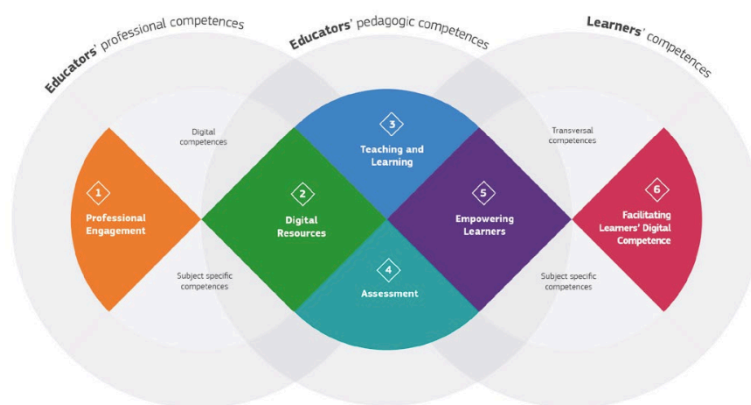 Educators' professional competences
Educators' pedagogic competences
Learners' competences
Digital
competences
Subject specific
competences
1
Professional
Engagement
2
Digital
Resources
3
Teaching and
Learning
4
Assessment
5
Empowering
Learners
Transversal
competences
Subject specific
competences
6
Facilitating
Learners' Digital
Competence